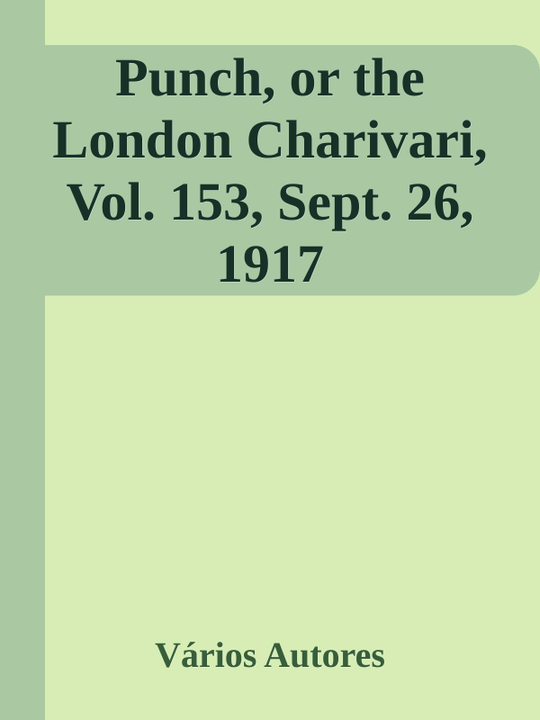 Punch, or the
London Charivari,
Vol. 153, Sept. 26,
1917
Vários Autores